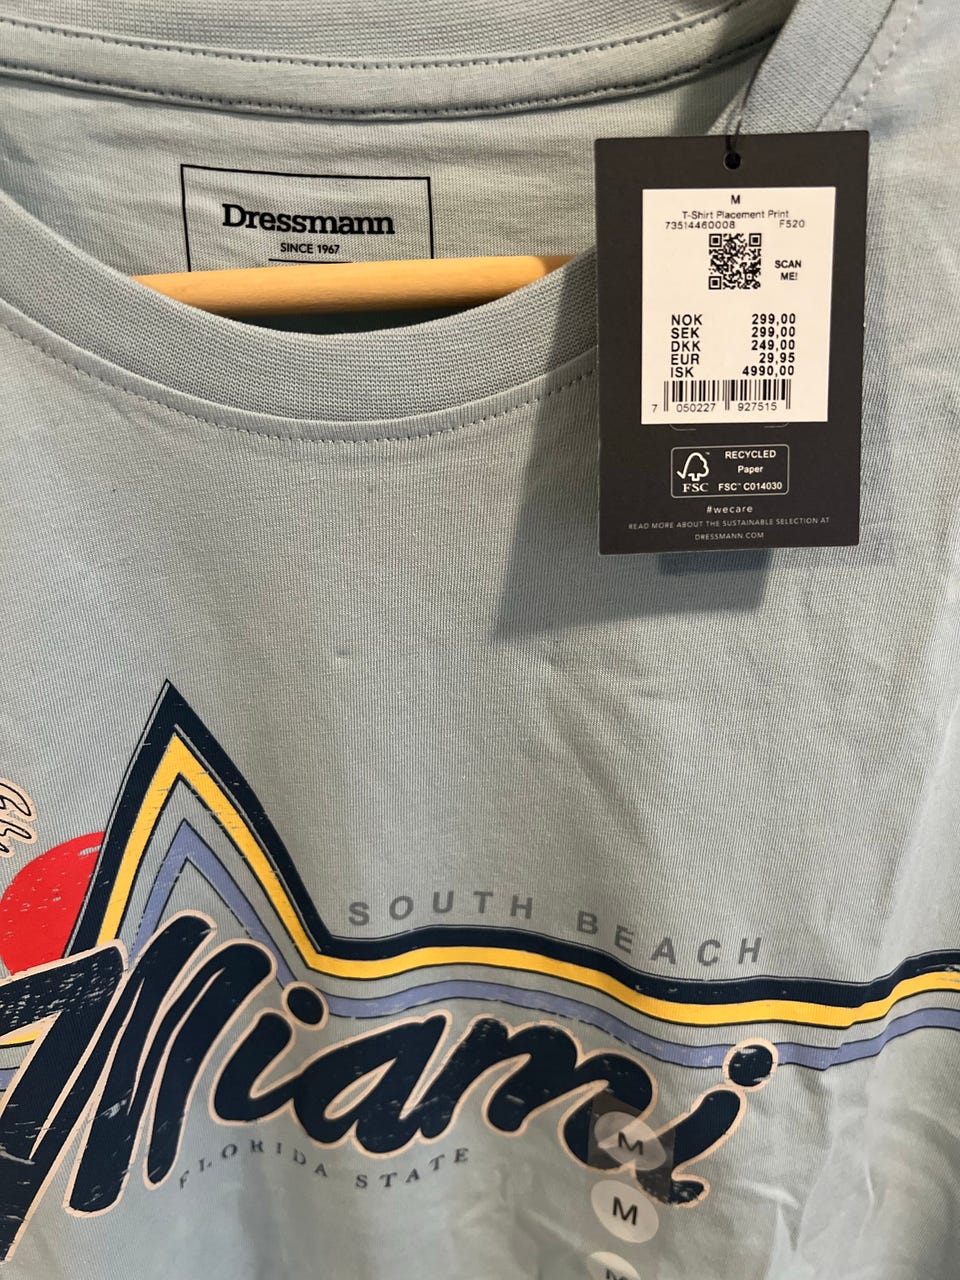 Dressmann
SINCE 1967
M
T-Shirt Placement Print
73514460008 F520
SCAN
ME!
NOK 299,00
SEK 299,00
DKK 249,00
EUR 29,95
ISK 4990,00
7 050227 927515
FSC
RECYCLED
Paper
FSC™ C014030
#wecare
READ MORE ABOUT THE SUSTAINABLE SELECTION AT
DRESSMANN.COM
SOUTH BEACH
Miami
FLORIDA STATE
M
M
M